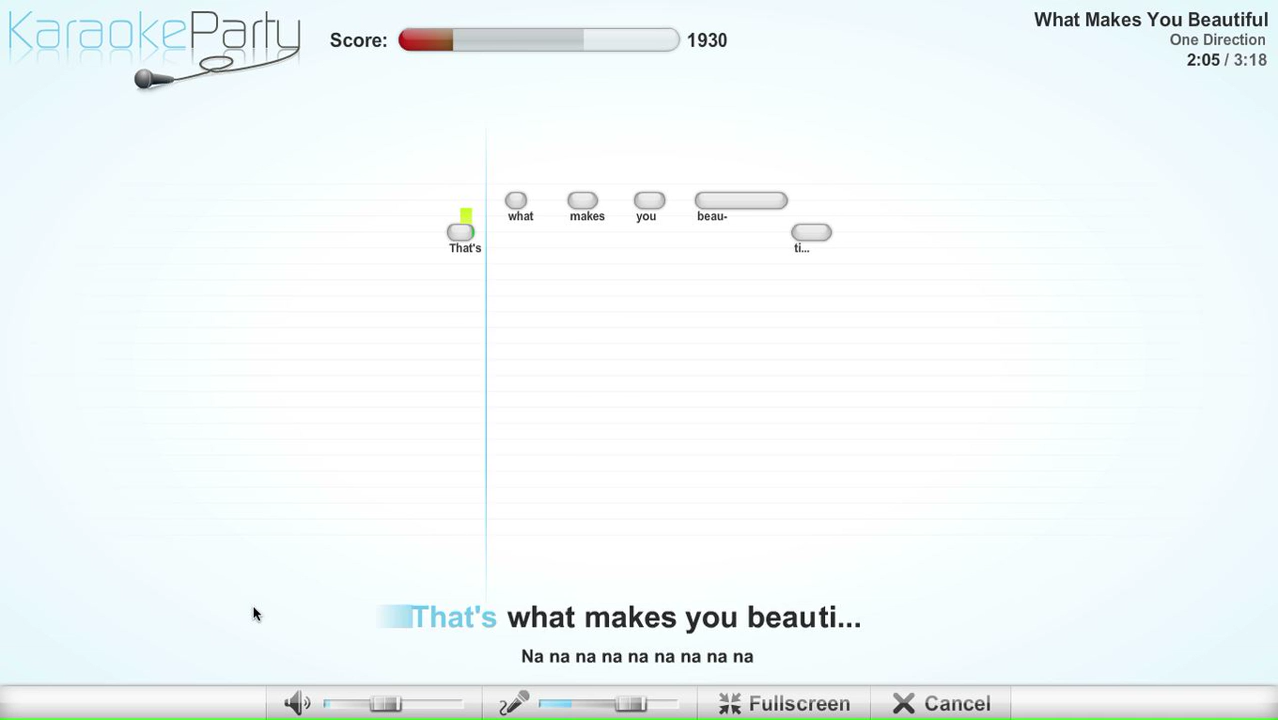 KaraokeParty
Score: 1930
What Makes You Beautiful
One Direction
2:05 / 3:18
what makes you beau-
That's ti...
That's what makes you beauti...
Na na na na na na na na na
Fullscreen Cancel